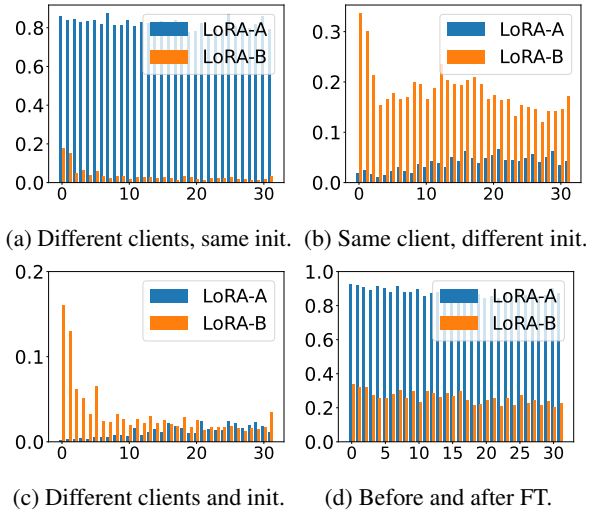 0.8
0.6
0.4
0.2
0.0
0 10 20 30
LoRA-A
LoRA-B
(a) Different clients, same init.
0.3
0.2
0.1
0.0
0 10 20 30
LoRA-A
LoRA-B
(b) Same client, different init.
0.2
0.1
0.0
0 10 20 30
LoRA-A
LoRA-B
(c) Different clients and init.
1.0
0.8
0.6
0.4
0.2
0.0
0 5 10 15 20 25 30
LoRA-A
LoRA-B
(d) Before and after FT.